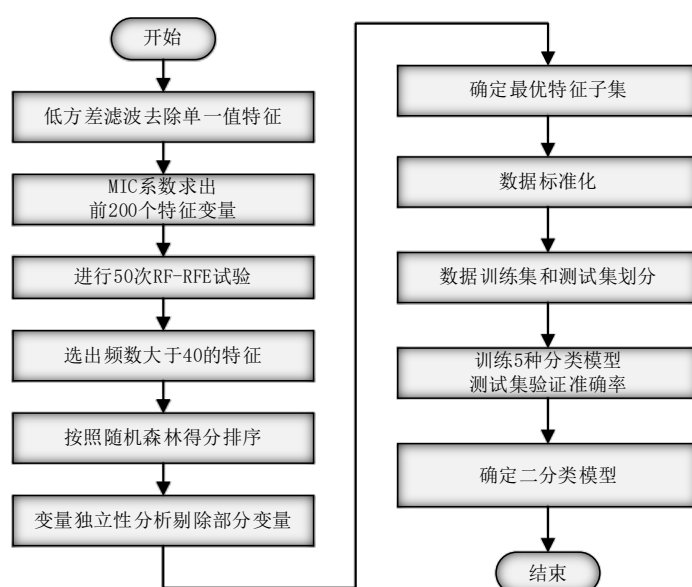 开始
低方差滤波去除单一值特征
MIC系数求出
前200个特征变量
进行50次RF-RFE试验
选出频数大于40的特征
按照随机森林得分排序
变量独立性分析剔除部分变量
确定最优特征子集
数据标准化
数据训练集和测试集划分
训练5种分类模型
测试集验证准确率
确定二分类模型
结束